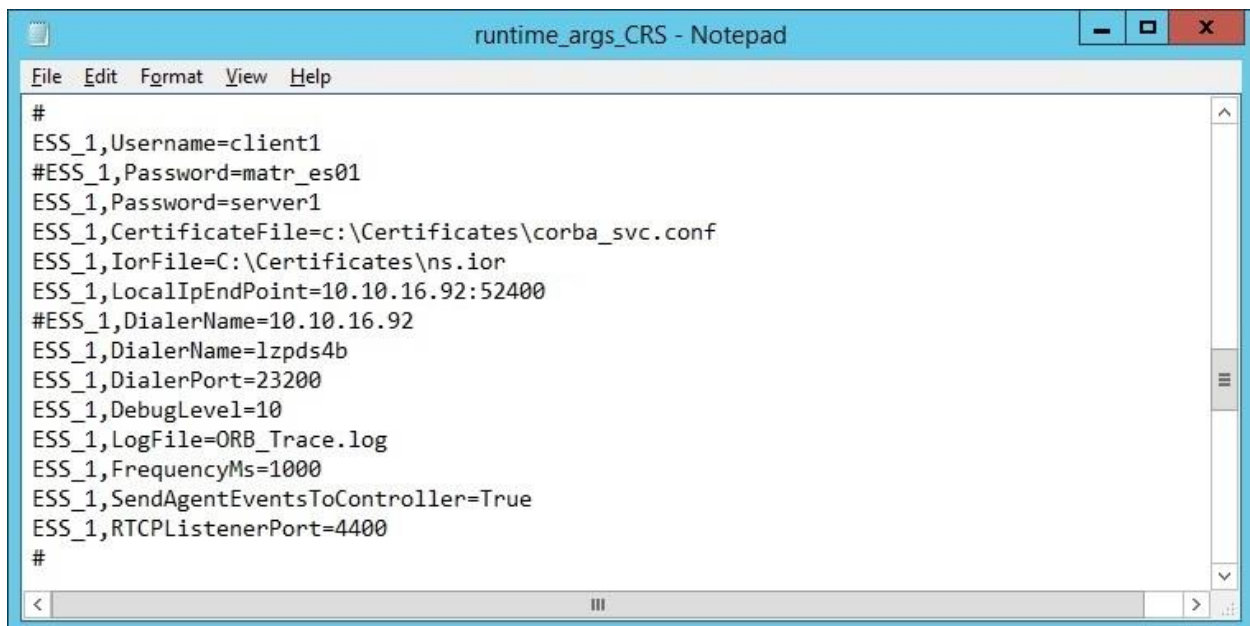 runtime_args_CRS - Notepad
File Edit Format View Help
#
ESS_1,Username=client1
#ESS_1,Password=matr_es01
ESS_1,Password=server1
ESS_1,CertificateFile=c:\Certificates\corba_svc.conf
ESS_1,IorFile=C:\Certificates\ns.ior
ESS_1,LocalIpEndPoint=10.10.16.92:52400
#ESS_1,DialerName=10.10.16.92
ESS_1,DialerName=lzpds4b
ESS_1,DialerPort=23200
ESS_1,DebugLevel=10
ESS_1,LogFile=ORB_Trace.log
ESS_1,FrequencyMs=1000
ESS_1,SendAgentEventsToController=True
ESS_1,RTCPListenerPort=4400
#